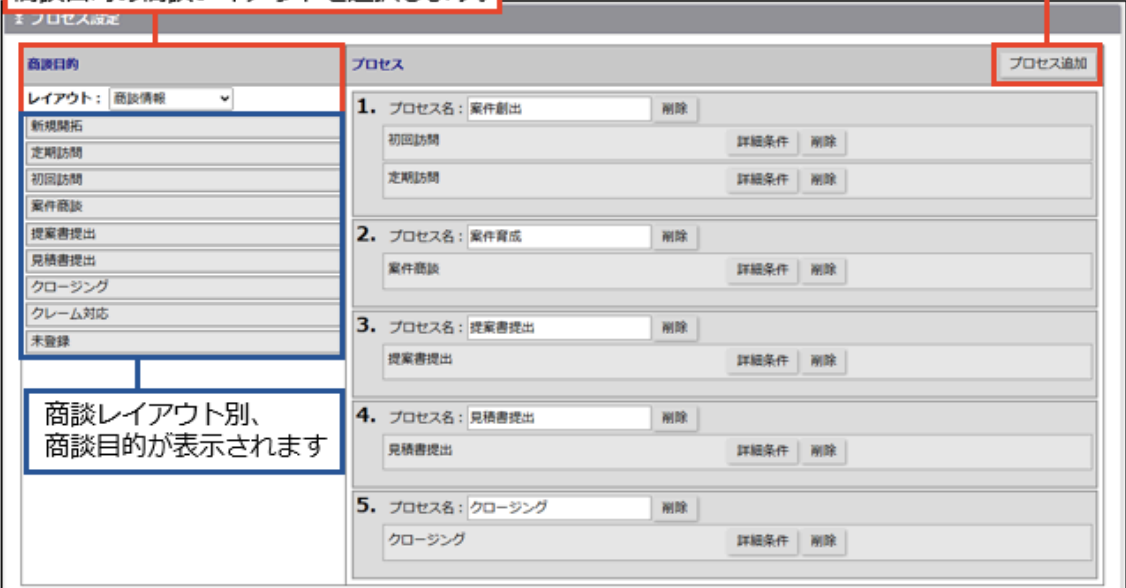 プロセス設定
商談目的
プロセス
プロセス追加
レイアウト： 商談情報
新規開拓
定期訪問
初回訪問
案件商談
提案書提出
見積書提出
クロージング
クレーム対応
未登録
商談レイアウト別、
商談目的が表示されます
1. プロセス名：案件創出 削除
初回訪問 詳細条件 削除
定期訪問 詳細条件 削除
2. プロセス名：案件育成 削除
案件商談 詳細条件 削除
3. プロセス名：提案書提出 削除
提案書提出 詳細条件 削除
4. プロセス名：見積書提出 削除
見積書提出 詳細条件 削除
5. プロセス名：クロージング 削除
クロージング 詳細条件 削除